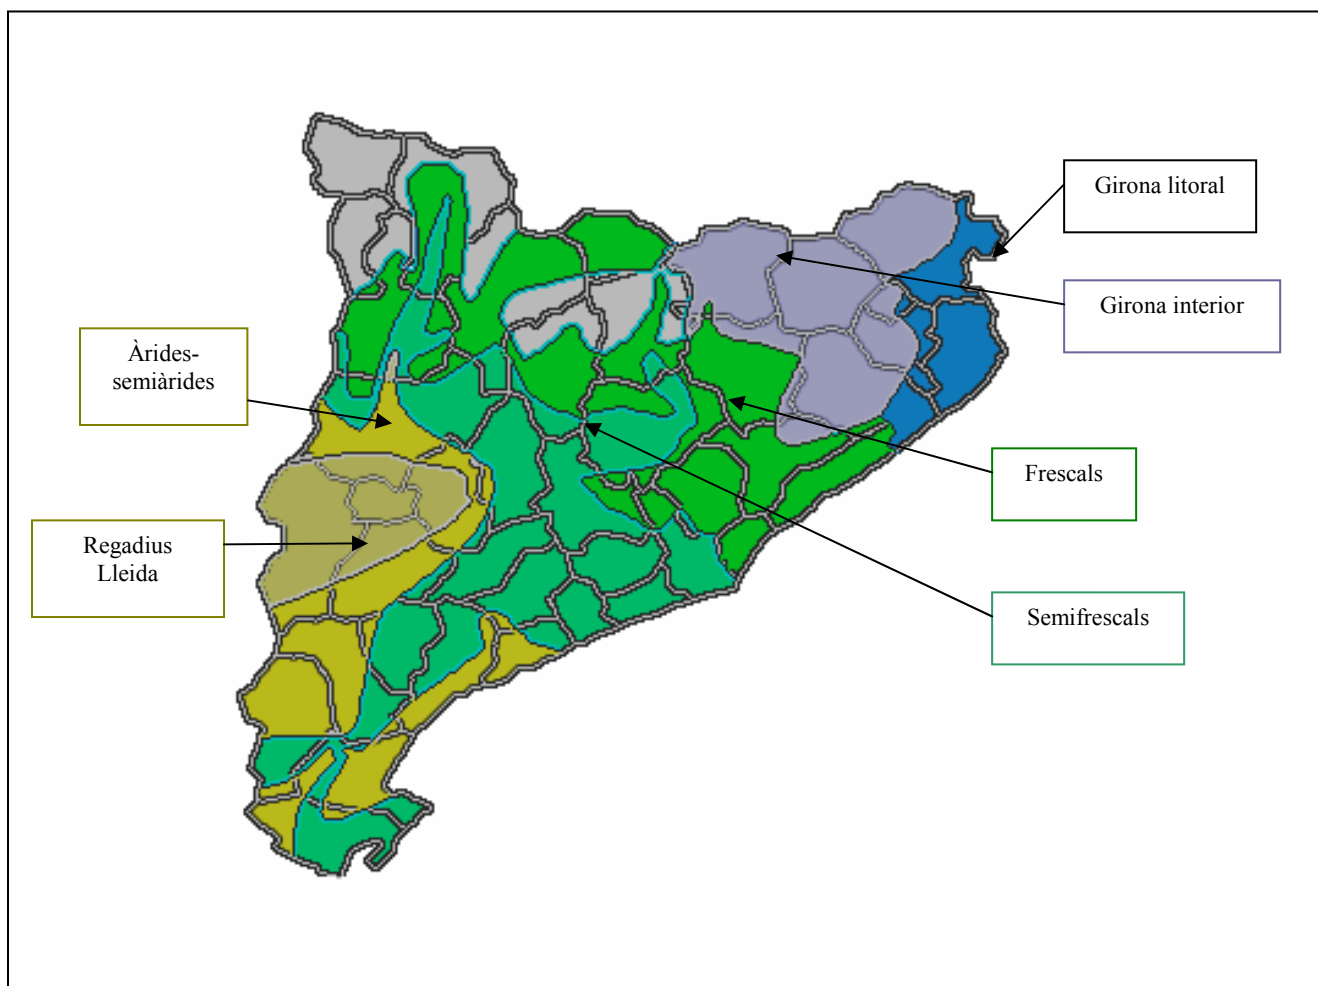 Girona litoral
Girona interior
Àrides-
semiàrides
Frescals
Regadius
Lleida
Semifrescals